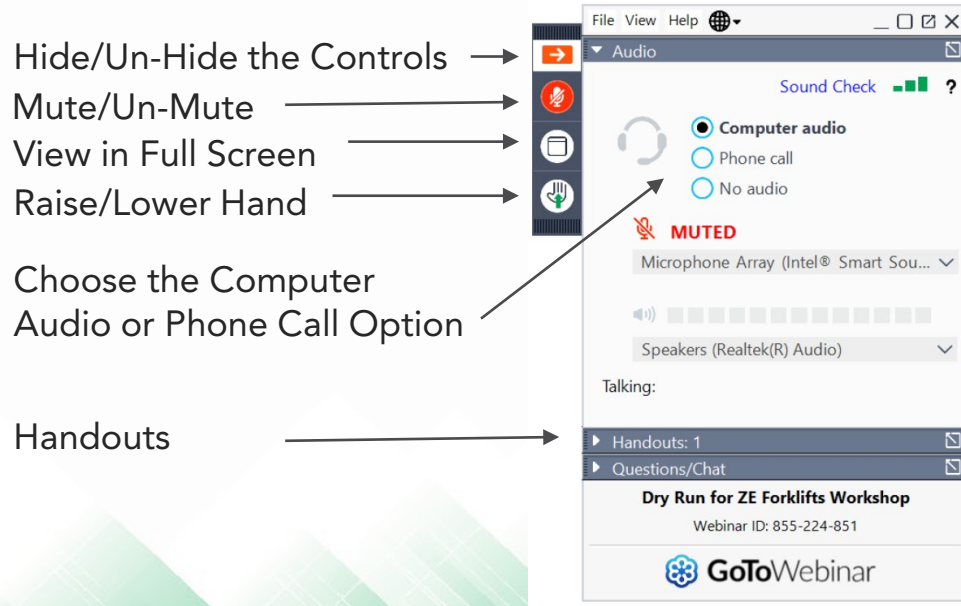 Hide/Un-Hide the Controls
Mute/Un-Mute
View in Full Screen
Raise/Lower Hand
Choose the Computer
Audio or Phone Call Option
Handouts
File View Help
Audio
Sound Check ?
Computer audio
Phone call
No audio
MUTED
Microphone Array (Intel® Smart Sou...
Speakers (Realtek(R) Audio)
Talking:
Handouts: 1
Questions/Chat
Dry Run for ZE Forklifts Workshop
Webinar ID: 855-224-851
GoToWebinar